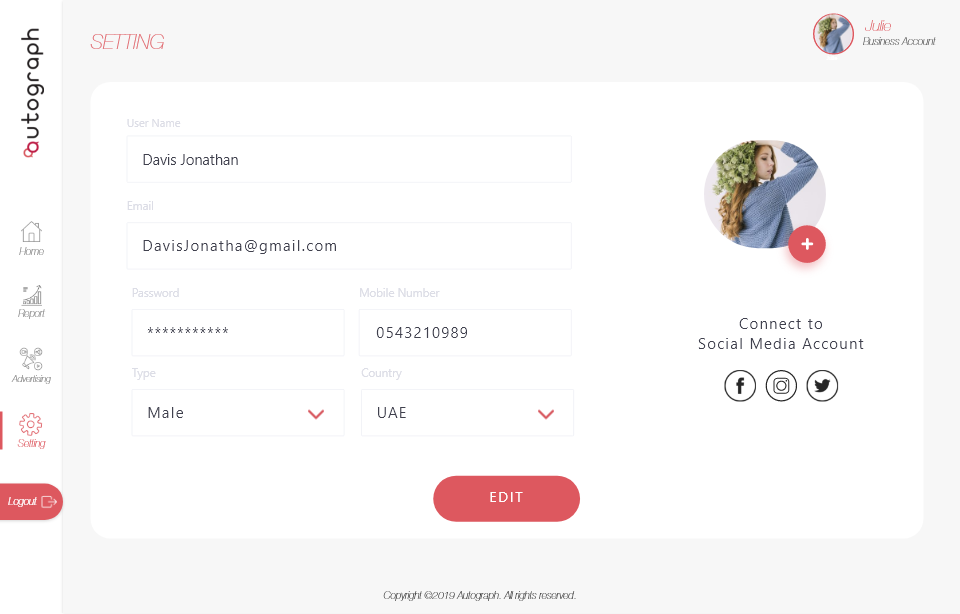 autograph
SETTING
Julie
Business Account
Home
Report
Advertising
Setting
Logout
User Name
Davis Jonathan
Email
DavisJonatha@gmail.com
Password
Mobile Number
***********
0543210989
Type
Country
Male
UAE
EDIT
Connect to
Social Media Account
Copyright ©2019 Autograph. All rights reserved.